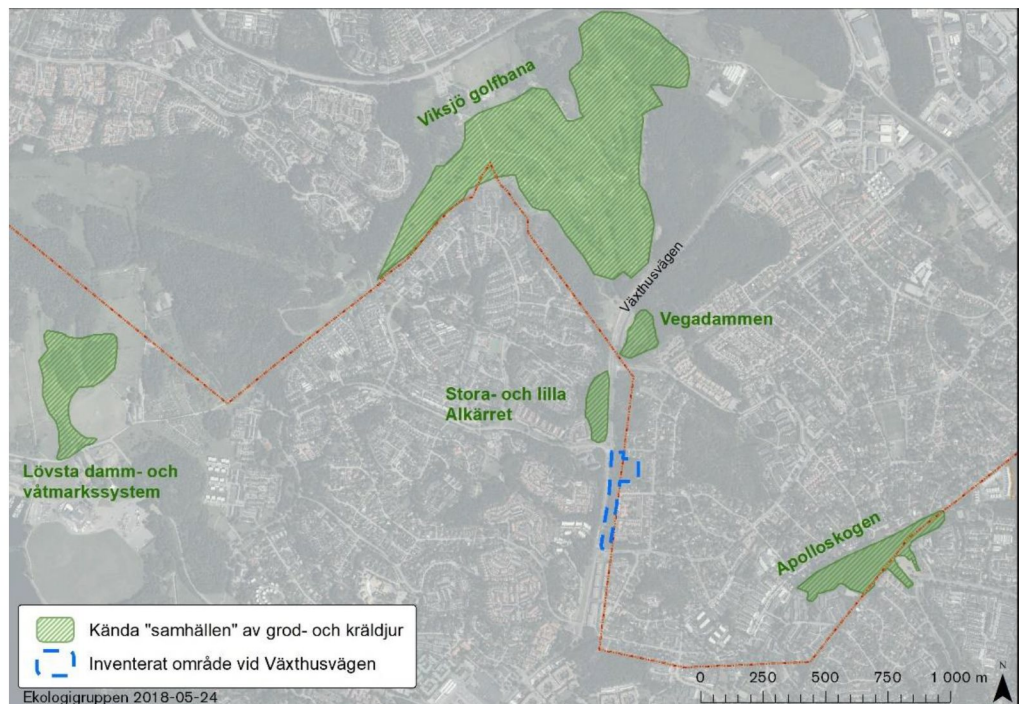 Viksjö golfbana
Växthusvägen
Vegadammen
Stora- och lilla
Alkärret
Lövsta damm- och
våtmarkssystem
Apolloskogen
Kända "samhällen" av grod- och kräldjur
Inventerat område vid Växthusvägen
Ekologigruppen 2018-05-24
0 250 500 750 1 000 m
N